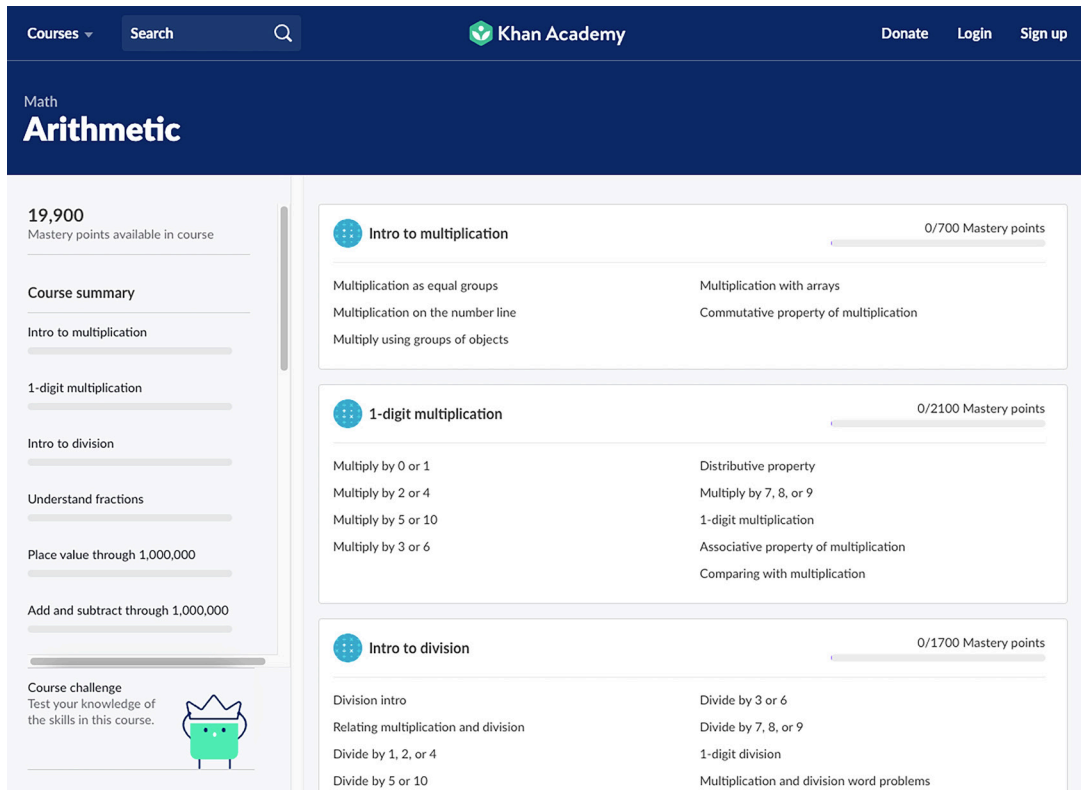 Courses
Search
Khan Academy
Donate
Login
Sign up
Math
Arithmetic
19,900
Mastery points available in course
Course summary
Intro to multiplication
1-digit multiplication
Intro to division
Understand fractions
Place value through 1,000,000
Add and subtract through 1,000,000
Course challenge
Test your knowledge of
the skills in this course.
Intro to multiplication
0/700 Mastery points
Multiplication as equal groups
Multiplication on the number line
Multiply using groups of objects
Multiplication with arrays
Commutative property of multiplication
1-digit multiplication
0/2100 Mastery points
Multiply by 0 or 1
Multiply by 2 or 4
Multiply by 5 or 10
Multiply by 3 or 6
Distributive property
Multiply by 7, 8, or 9
1-digit multiplication
Associative property of multiplication
Comparing with multiplication
Intro to division
0/1700 Mastery points
Division intro
Relating multiplication and division
Divide by 1, 2, or 4
Divide by 5 or 10
Divide by 3 or 6
Divide by 7, 8, or 9
1-digit division
Multiplication and division word problems